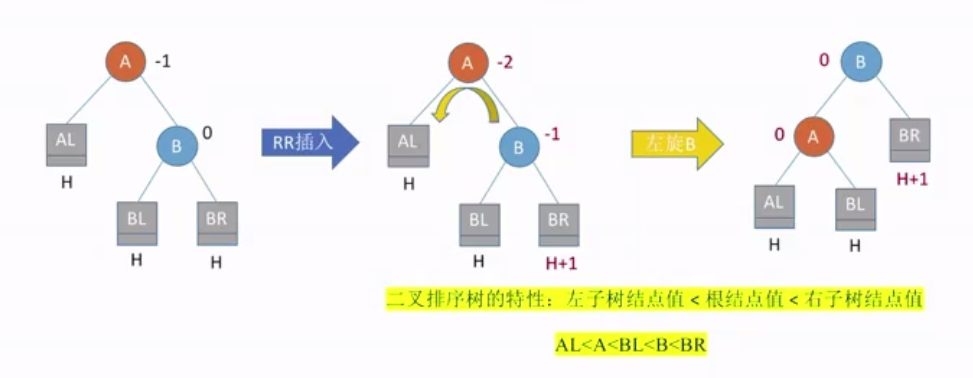 A -1
AL
H
B 0
BL
H
BR
H
RR插入
A -2
AL
H
B -1
BL
H
BR
H+1
左旋B
0 B
0 A
BR
H+1
AL
H
BL
H
二叉排序树的特性：左子树结点值 < 根结点值 < 右子树结点值
AL<A<BL<B<BR